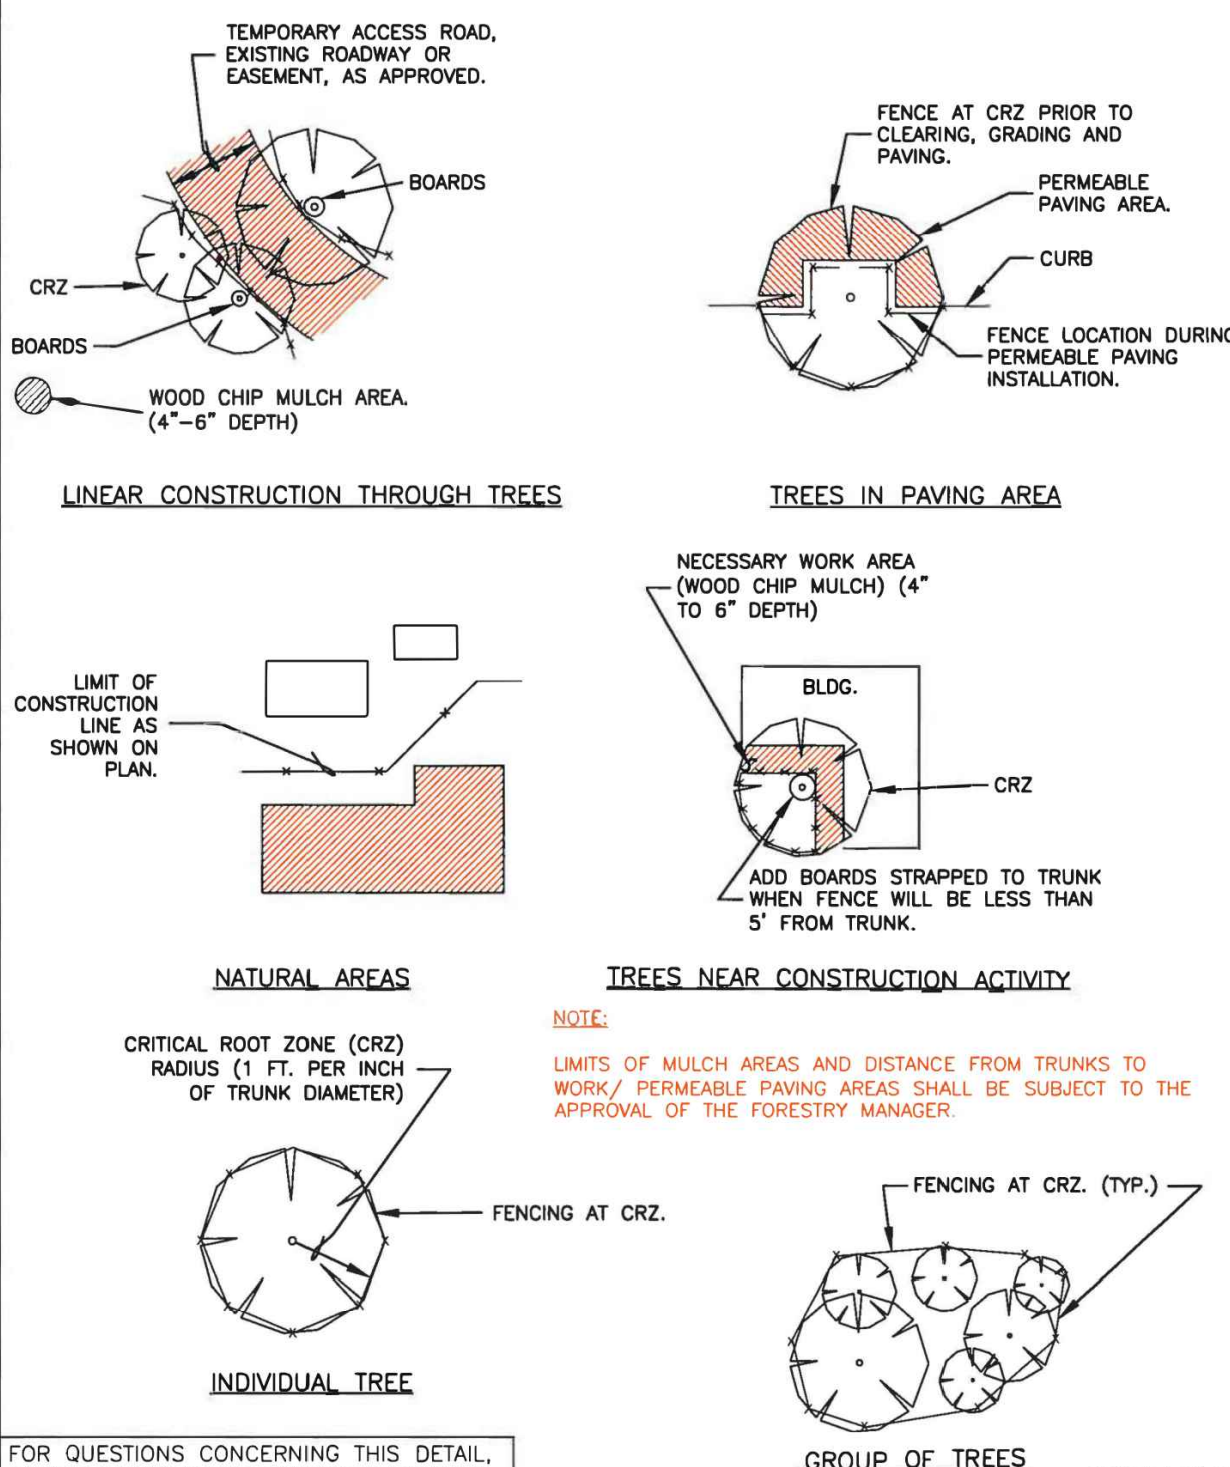 TEMPORARY ACCESS ROAD,
EXISTING ROADWAY OR
EASEMENT, AS APPROVED.
BOARDS
CRZ
BOARDS
WOOD CHIP MULCH AREA.
(4"-6" DEPTH)
LINEAR CONSTRUCTION THROUGH TREES
FENCE AT CRZ PRIOR TO
CLEARING, GRADING AND
PAVING.
PERMEABLE
PAVING AREA.
CURB
FENCE LOCATION DURING
PERMEABLE PAVING
INSTALLATION.
TREES IN PAVING AREA
LIMIT OF
CONSTRUCTION
LINE AS
SHOWN ON
PLAN.
NATURAL AREAS
NECESSARY WORK AREA
(WOOD CHIP MULCH) (4"
TO 6" DEPTH)
BLDG.
CRZ
ADD BOARDS STRAPPED TO TRUNK
WHEN FENCE WILL BE LESS THAN
5' FROM TRUNK.
TREES NEAR CONSTRUCTION ACTIVITY
NOTE:
LIMITS OF MULCH AREAS AND DISTANCE FROM TRUNKS TO
WORK/ PERMEABLE PAVING AREAS SHALL BE SUBJECT TO THE
APPROVAL OF THE FORESTRY MANAGER.
CRITICAL ROOT ZONE (CRZ)
RADIUS (1 FT. PER INCH
OF TRUNK DIAMETER)
FENCING AT CRZ.
INDIVIDUAL TREE
FENCING AT CRZ. (TYP.)
GROUP OF TREES
FOR QUESTIONS CONCERNING THIS DETAIL,